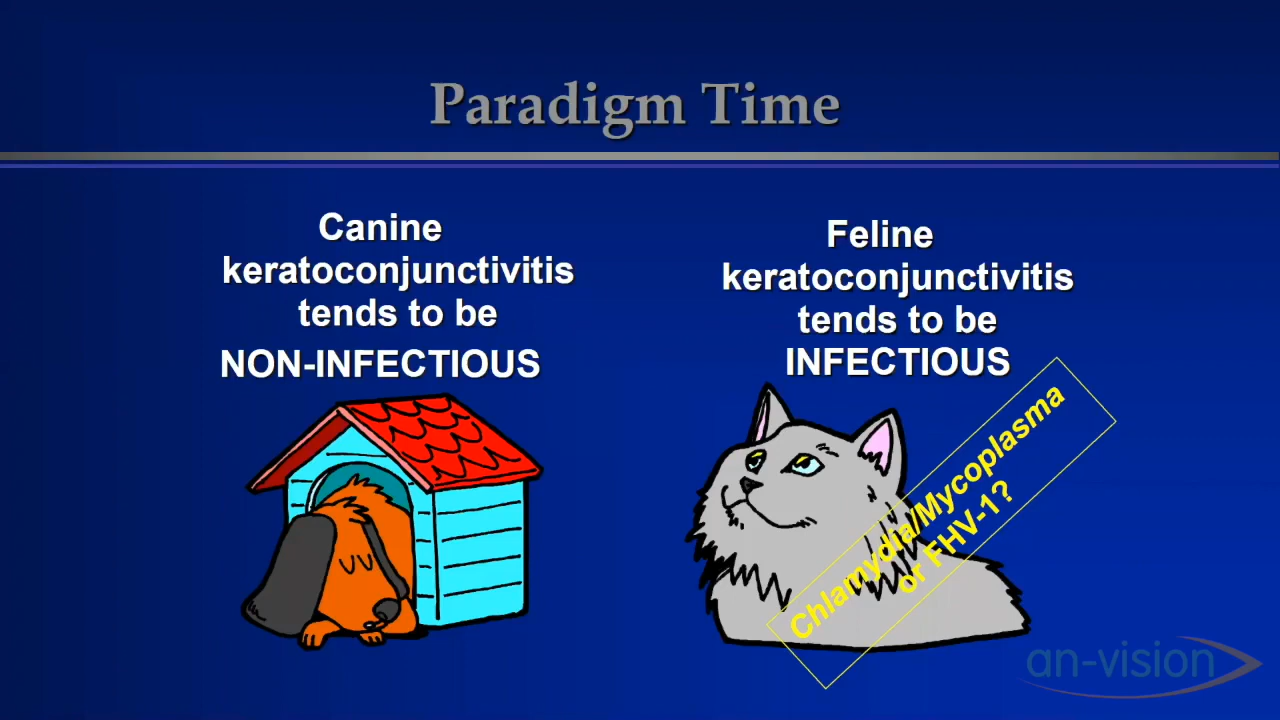 Paradigm Time
Canine
keratoconjunctivitis
tends to be
NON-INFECTIOUS
Feline
keratoconjunctivitis
tends to be
INFECTIOUS
Chlamydia/Mycoplasma
or FHV-1?
an-vision